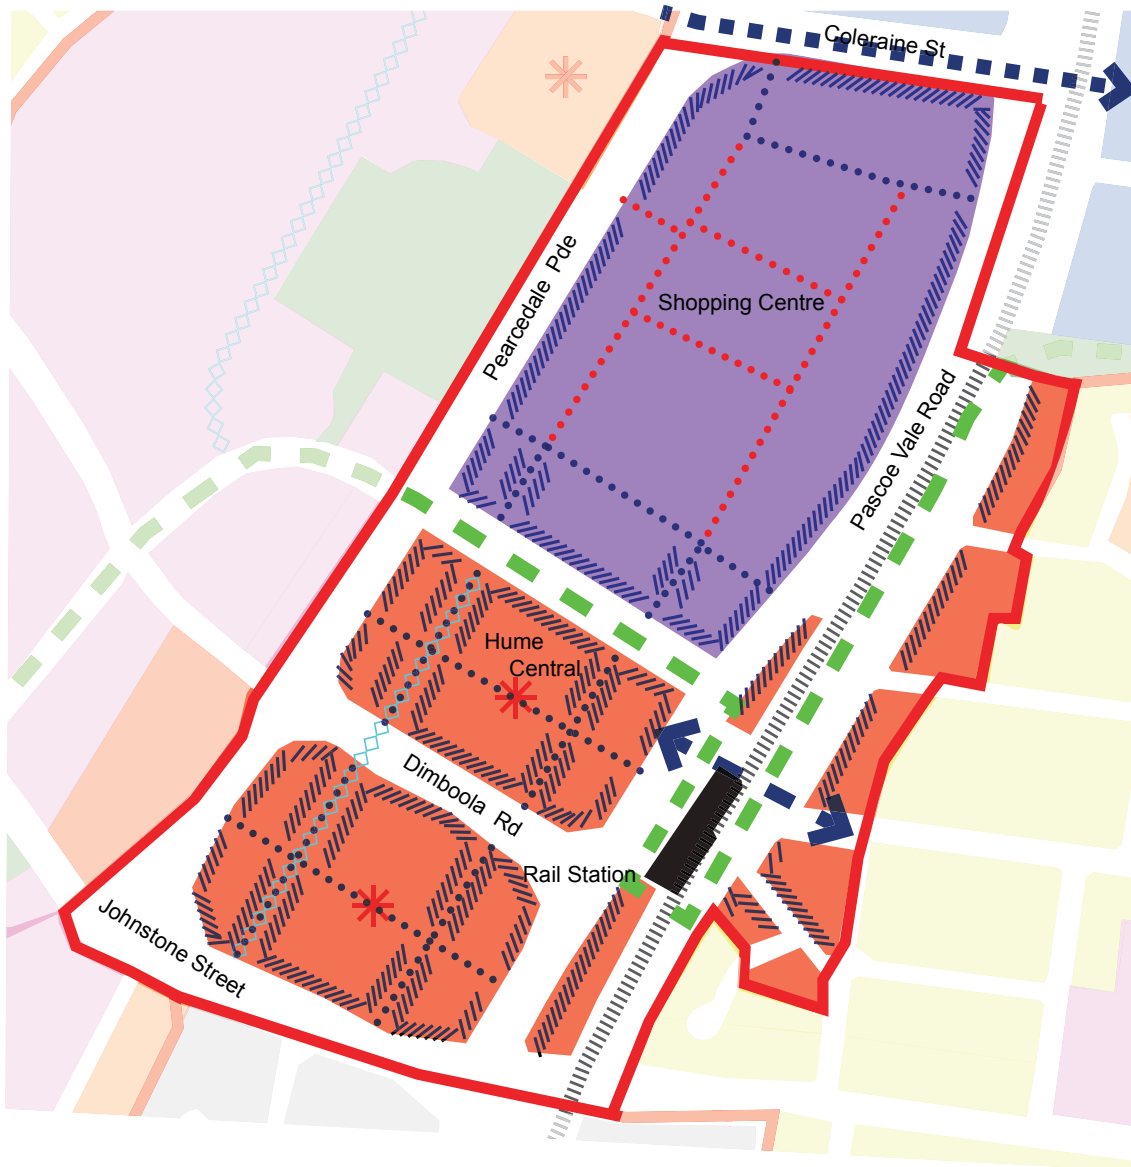 Coleraine St
Pearcedale Pde
Shopping Centre
Pascoe Vale Road
Hume
Central
Dimboola Rd
Rail Station
Johnstone Street